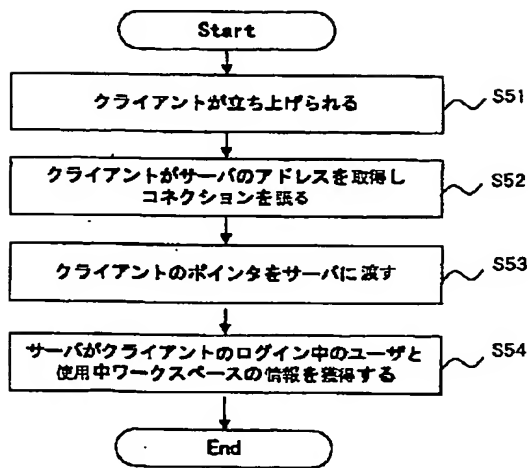 Start
クライアントが立ち上げられる
S51
クライアントがサーバのアドレスを取得し
コネクションを張る
S52
クライアントのポインタをサーバに渡す
S53
サーバがクライアントのログイン中のユーザと
使用中ワークスペースの情報を獲得する
S54
End